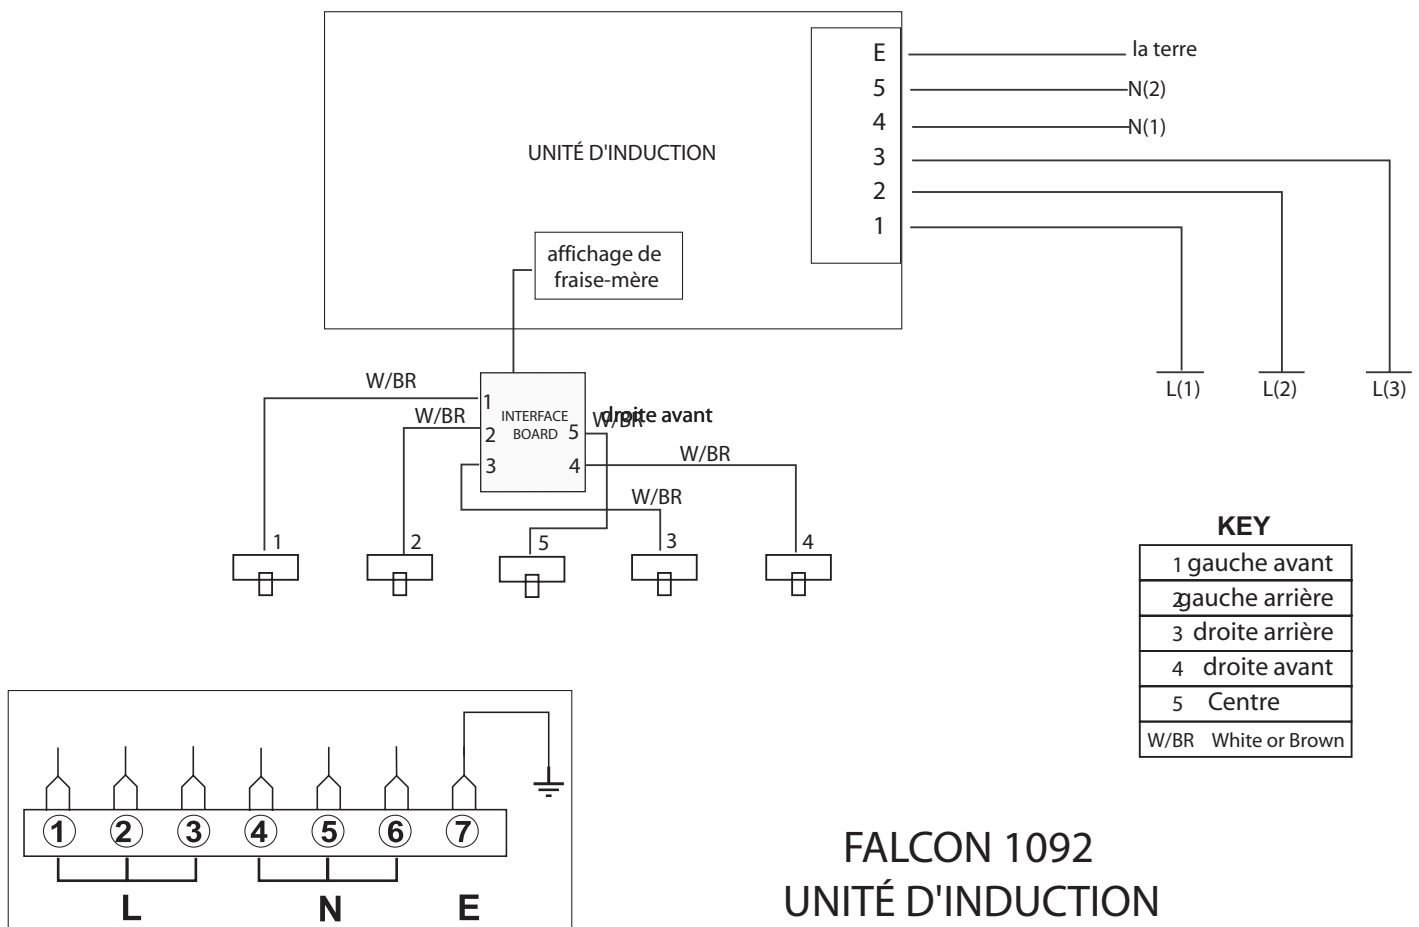 E
la terre
5
N(2)
4
N(1)
UNITÉ D'INDUCTION
3
2
1
affichage de
fraise-mère
L(1)
L(2)
L(3)
W/BR
W/BR
1
INTERFACE
2
BOARD
5
W/BR
droite avant
3
4
W/BR
W/BR
1
2
5
3
4
KEY
1 gauche avant
2 gauche arrière
3 droite arrière
4 droite avant
5 Centre
W/BR White or Brown
1 2 3 4 5 6 7
L N E
FALCON 1092
UNITÉ D'INDUCTION